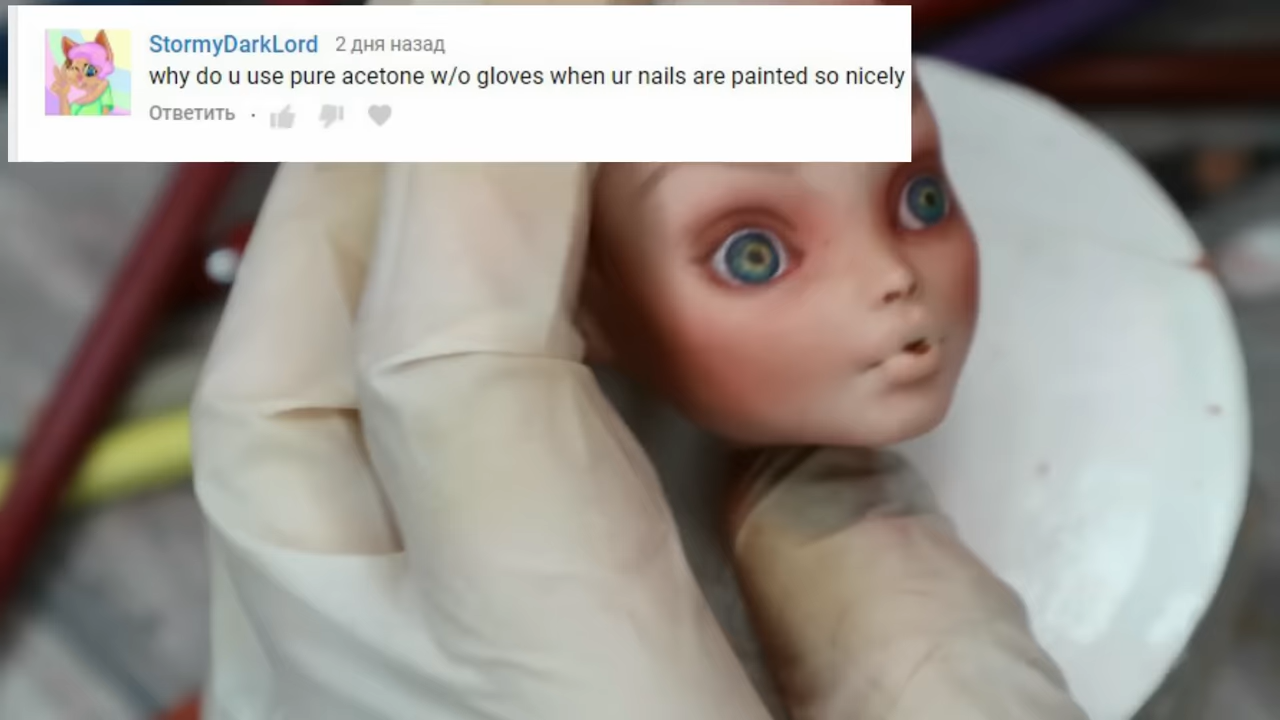 StormyDarkLord 2 дня назад
why do u use pure acetone w/o gloves when ur nails are painted so nicely
Ответить ·